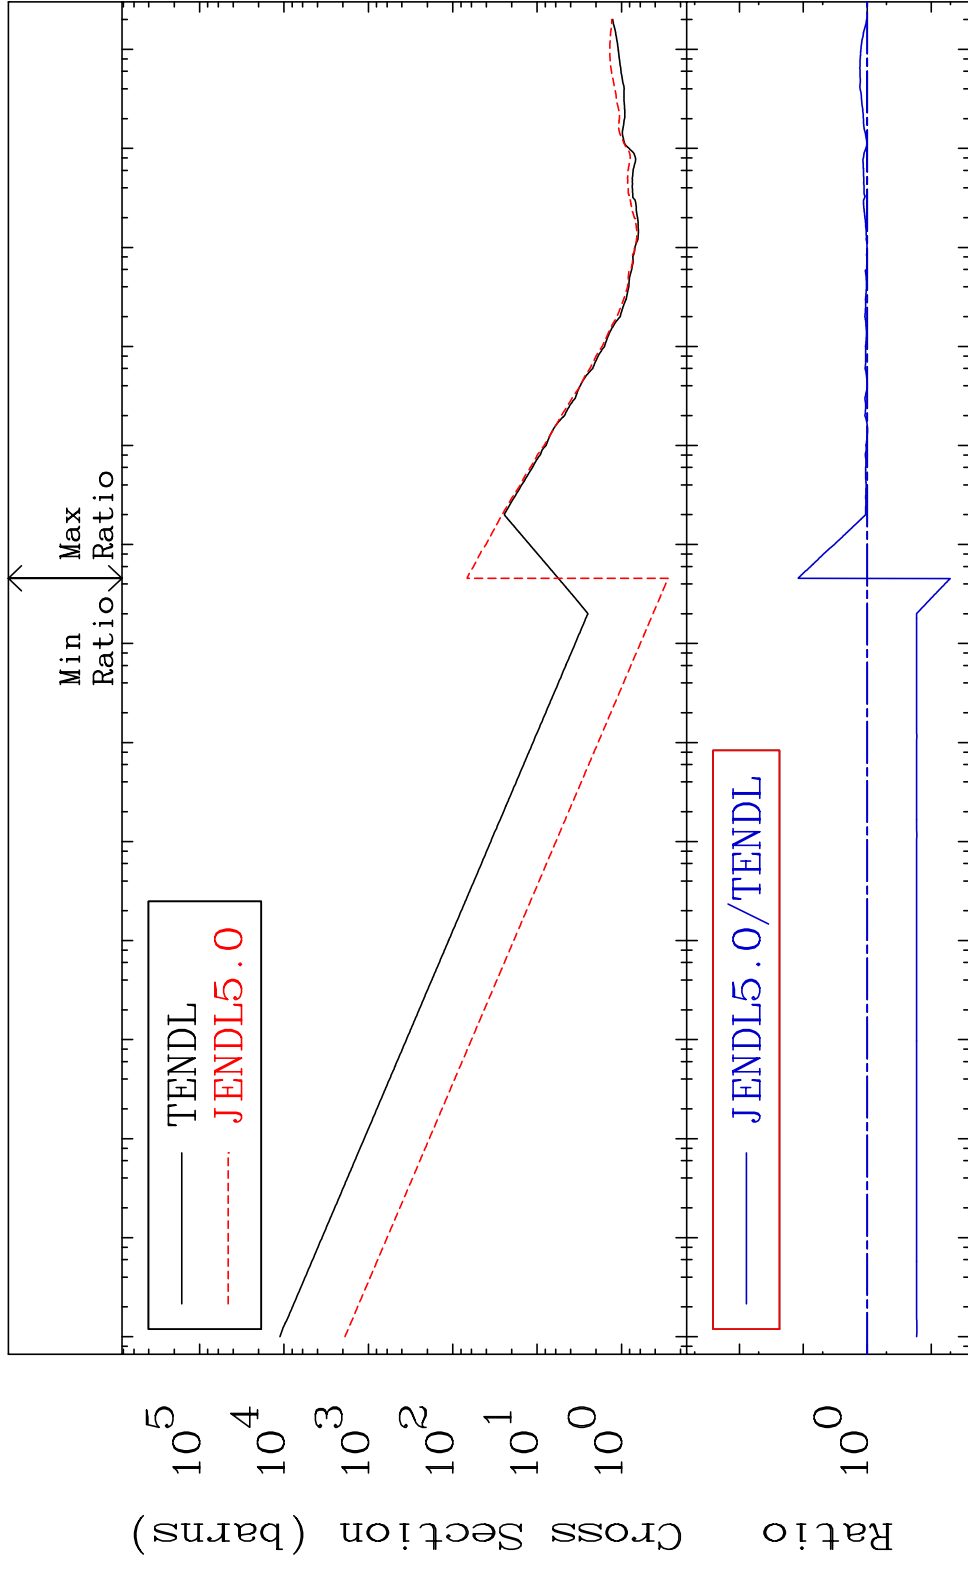 Min Max
Ratio Ratio
10^5
10^4
10^3
10^2
10^1
10^0
Cross Section (barns)
TENDL
JENDL5.0
10^0
Ratio
JENDL5.0/TENDL